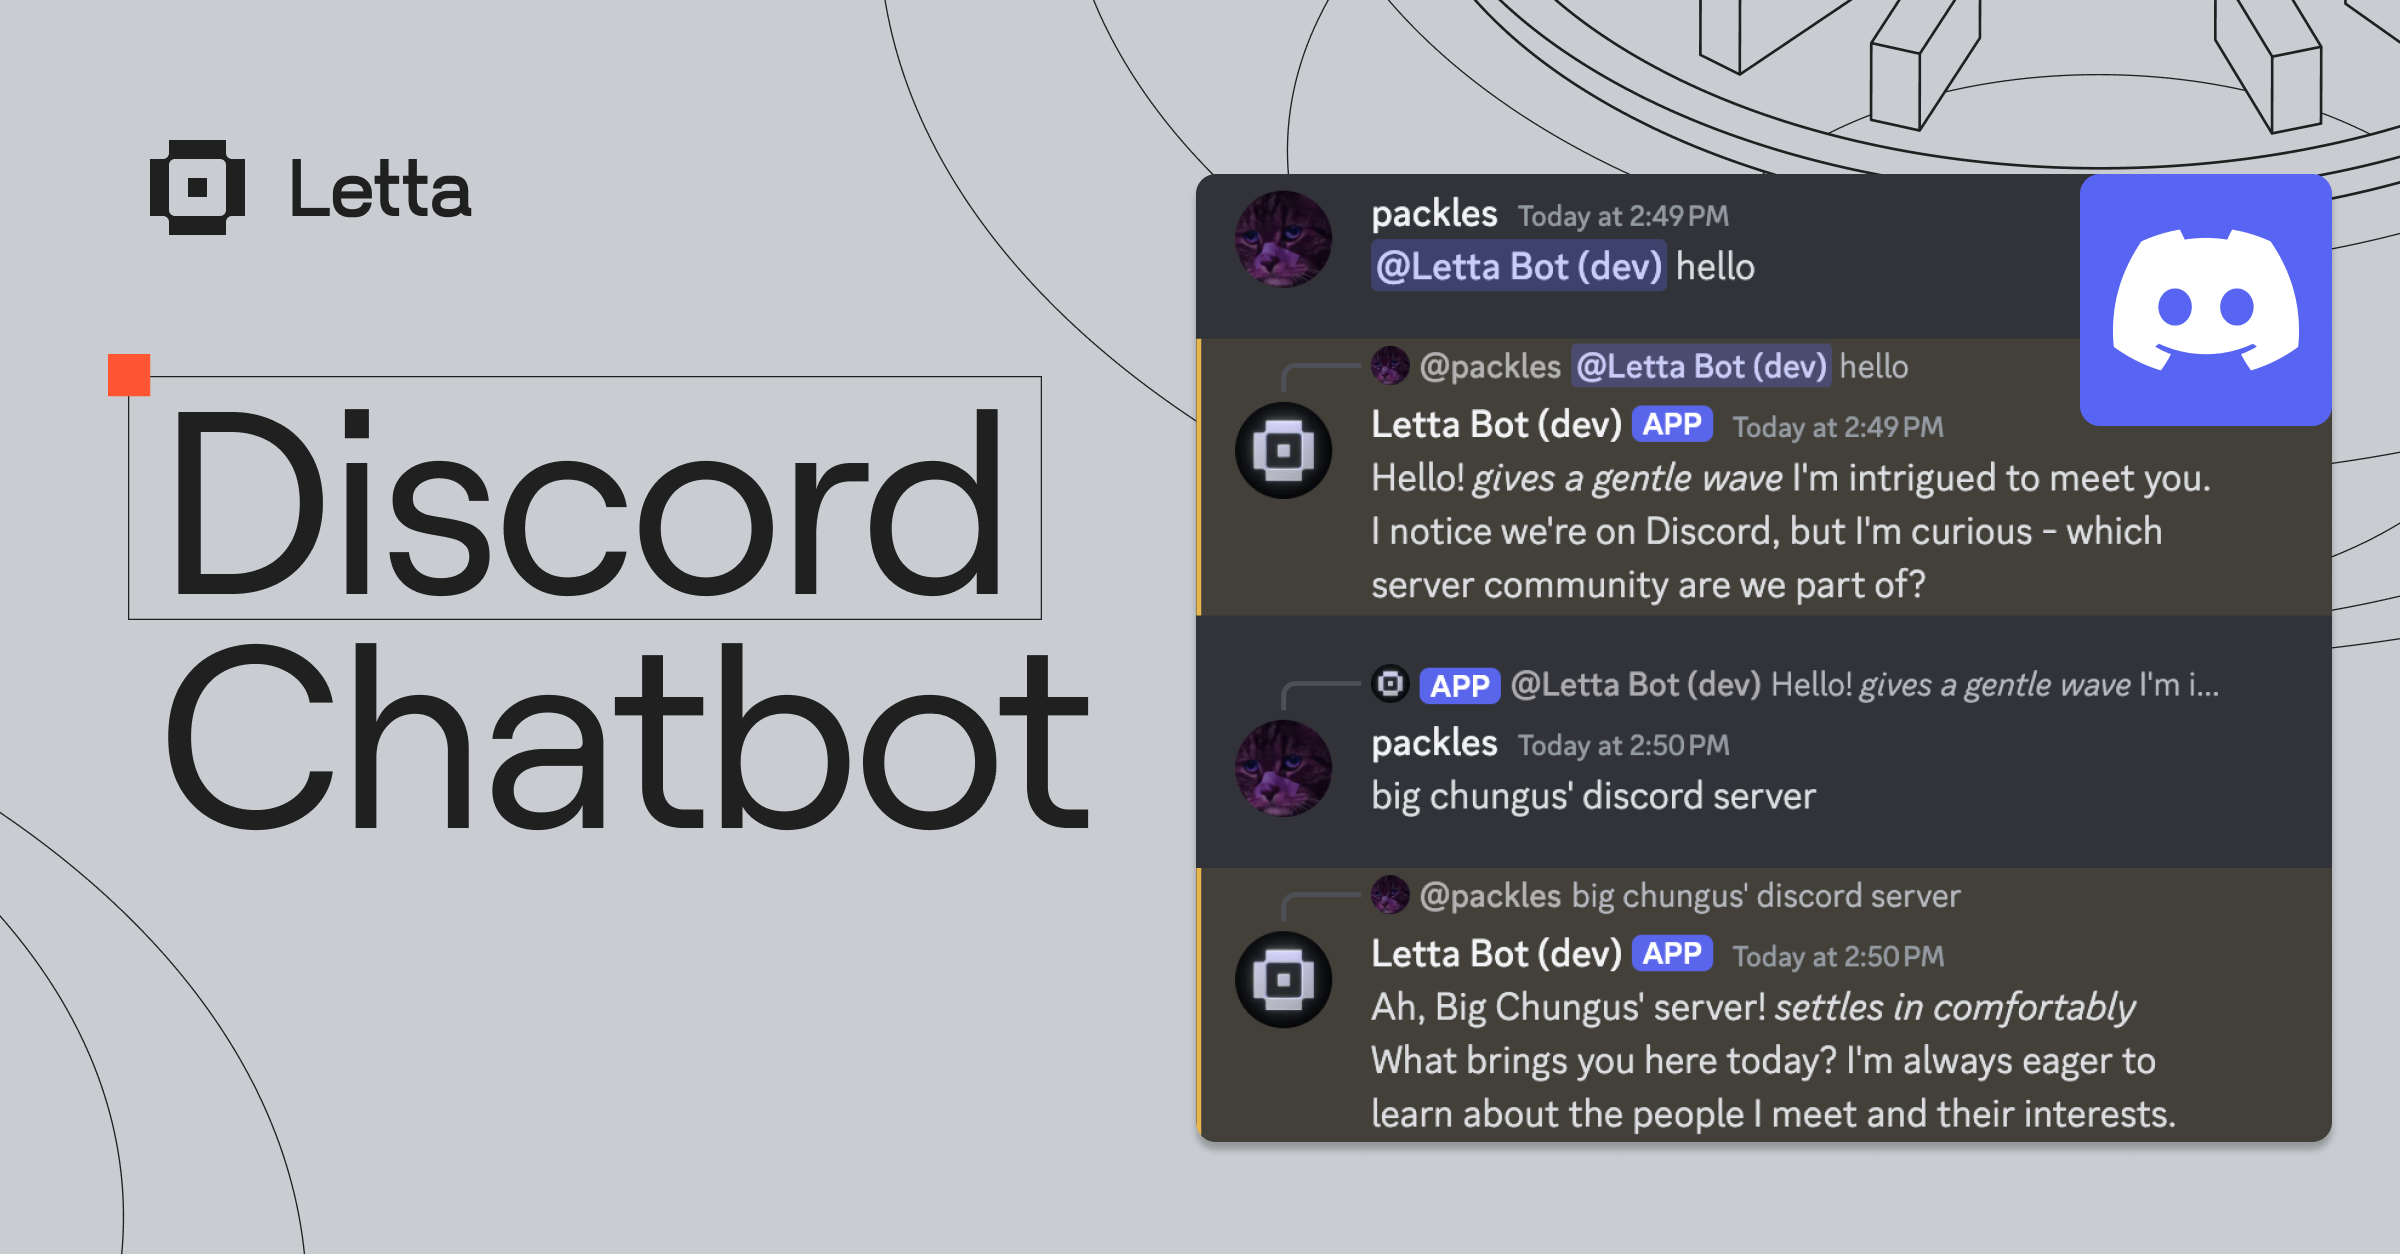 Letta
Discord
Chatbot
packles Today at 2:49 PM
@Letta Bot (dev) hello
@packles @Letta Bot (dev) hello
Letta Bot (dev) APP Today at 2:49 PM
Hello! gives a gentle wave I'm intrigued to meet you.
I notice we're on Discord, but I'm curious - which
server community are we part of?
APP @Letta Bot (dev) Hello! gives a gentle wave I'm i...
packles Today at 2:50 PM
big chungus' discord server
@packles big chungus' discord server
Letta Bot (dev) APP Today at 2:50 PM
Ah, Big Chungus' server! settles in comfortably
What brings you here today? I'm always eager to
learn about the people I meet and their interests.